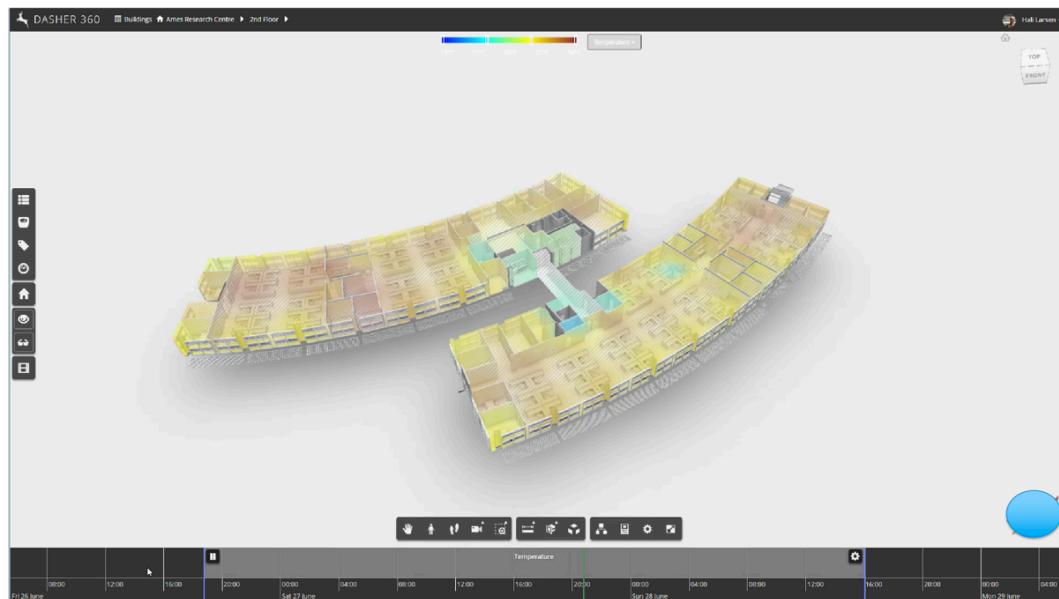 DASHER 360 Buildings Ames Research Centre 2nd Floor Hali Larsen
Temperature
TOP
FRONT
Temperature
08:00 12:00 16:00 20:00 00:00 04:00 08:00 12:00 16:00 20:00 00:00 04:00 08:00 12:00 16:00 20:00 00:00 04:00
Fri 26 June Sat 27 June Sun 28 June Mon 29 June